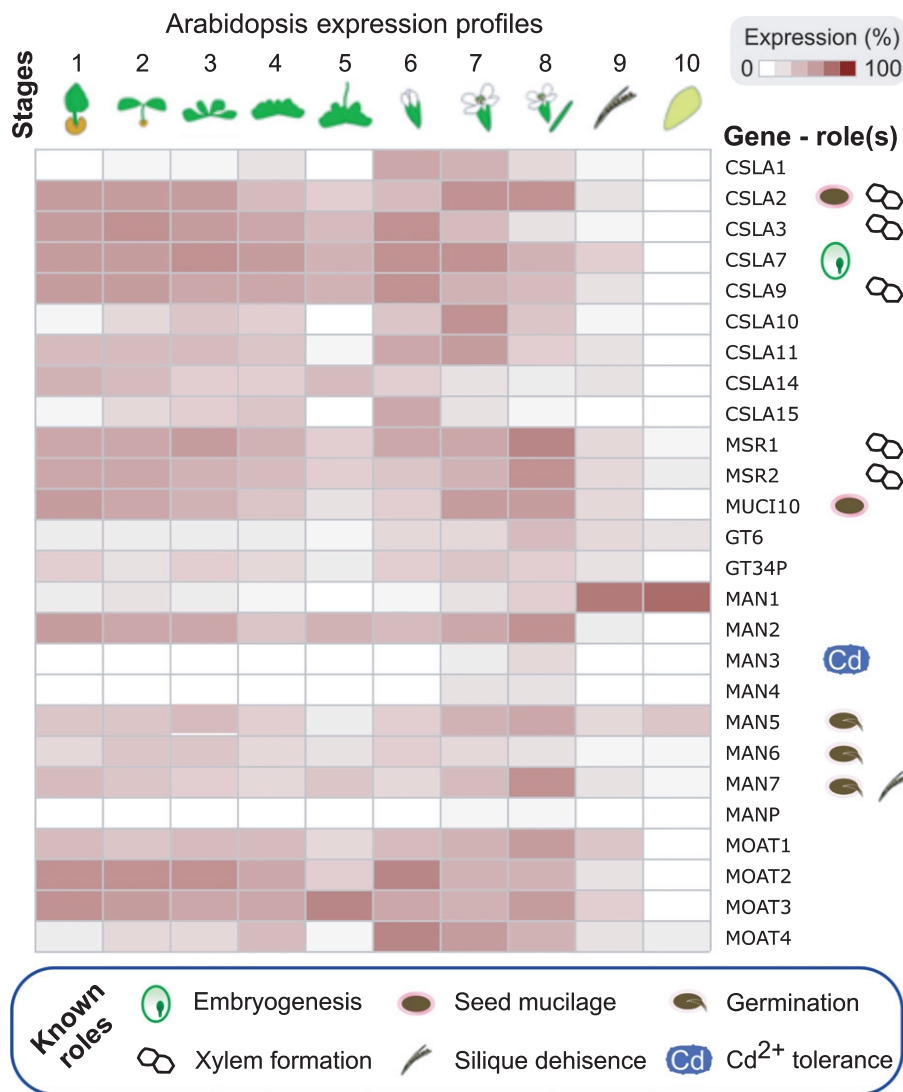 Arabidopsis expression profiles
Expression (%)
0 100
Stages
1 2 3 4 5 6 7 8 9 10
Gene - role(s)
CSLA1
CSLA2
CSLA3
CSLA7
CSLA9
CSLA10
CSLA11
CSLA14
CSLA15
MSR1
MSR2
MUCI10
GT6
GT34P
MAN1
MAN2
MAN3 Cd
MAN4
MAN5
MAN6
MAN7
MANP
MOAT1
MOAT2
MOAT3
MOAT4
Known
roles
Embryogenesis Seed mucilage Germination
Xylem formation Silique dehisence Cd Cd2+ tolerance